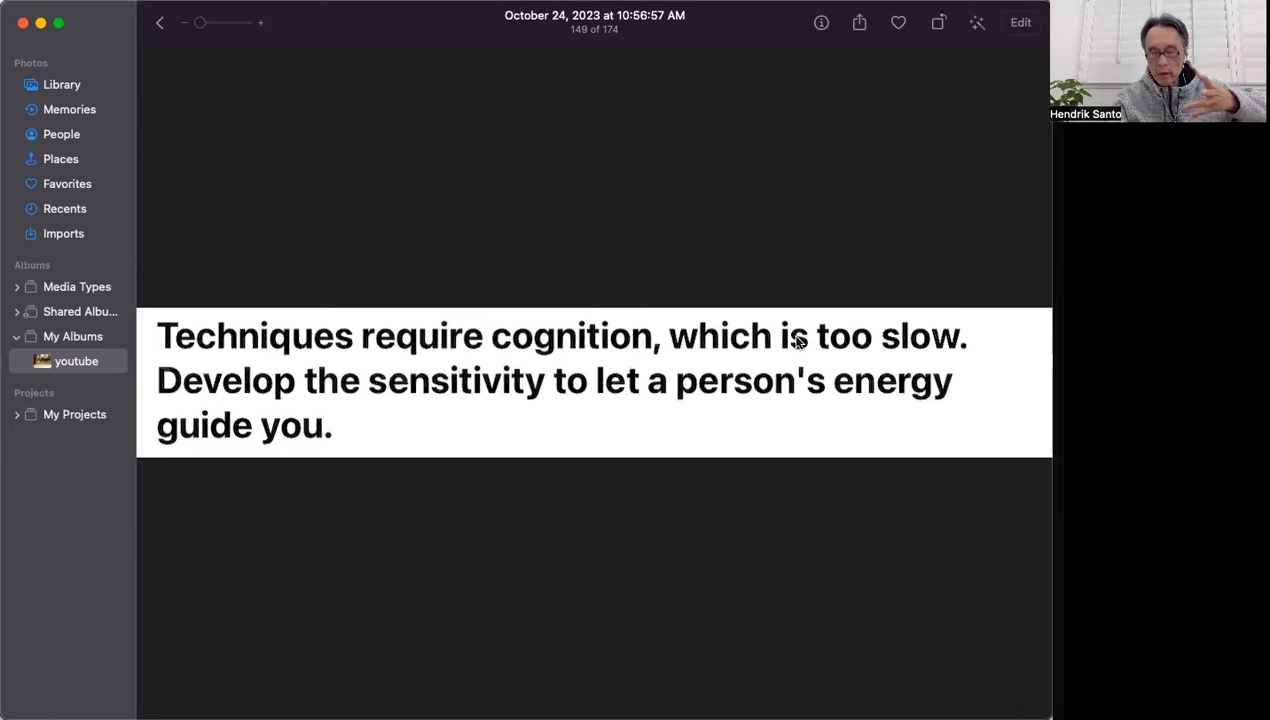 October 24, 2023 at 10:56:57 AM
149 of 174
Edit
Photos
Library
Memories
People
Places
Favorites
Recents
Imports
Albums
Media Types
Shared Albu...
My Albums
youtube
Projects
My Projects
Techniques require cognition, which is too slow.
Develop the sensitivity to let a person's energy
guide you.
Hendrik Santo